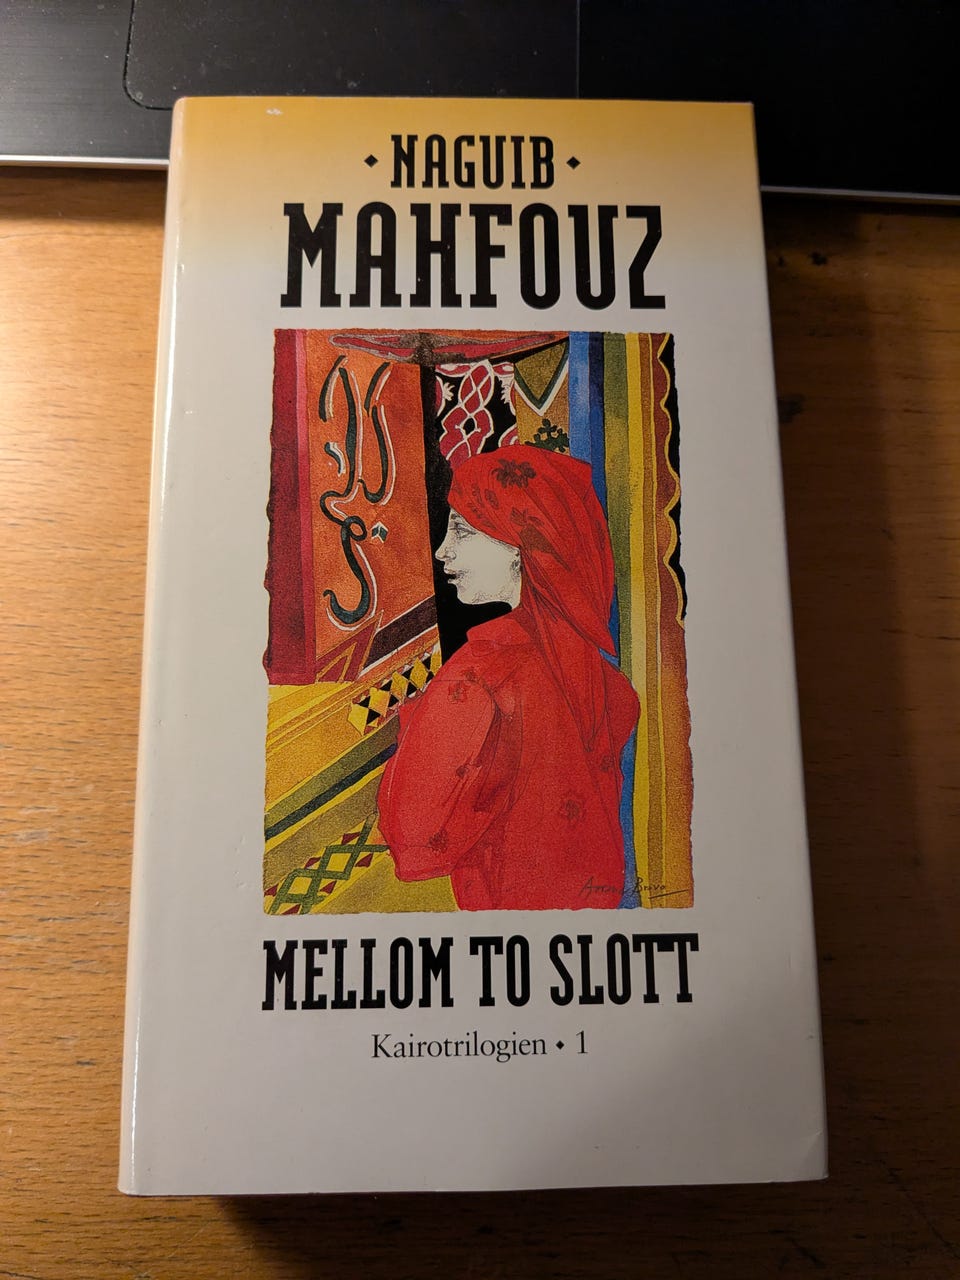 • NAGUIB •
MAHFOUZ
MELLOM TO SLOTT
Kairotrilogien • 1